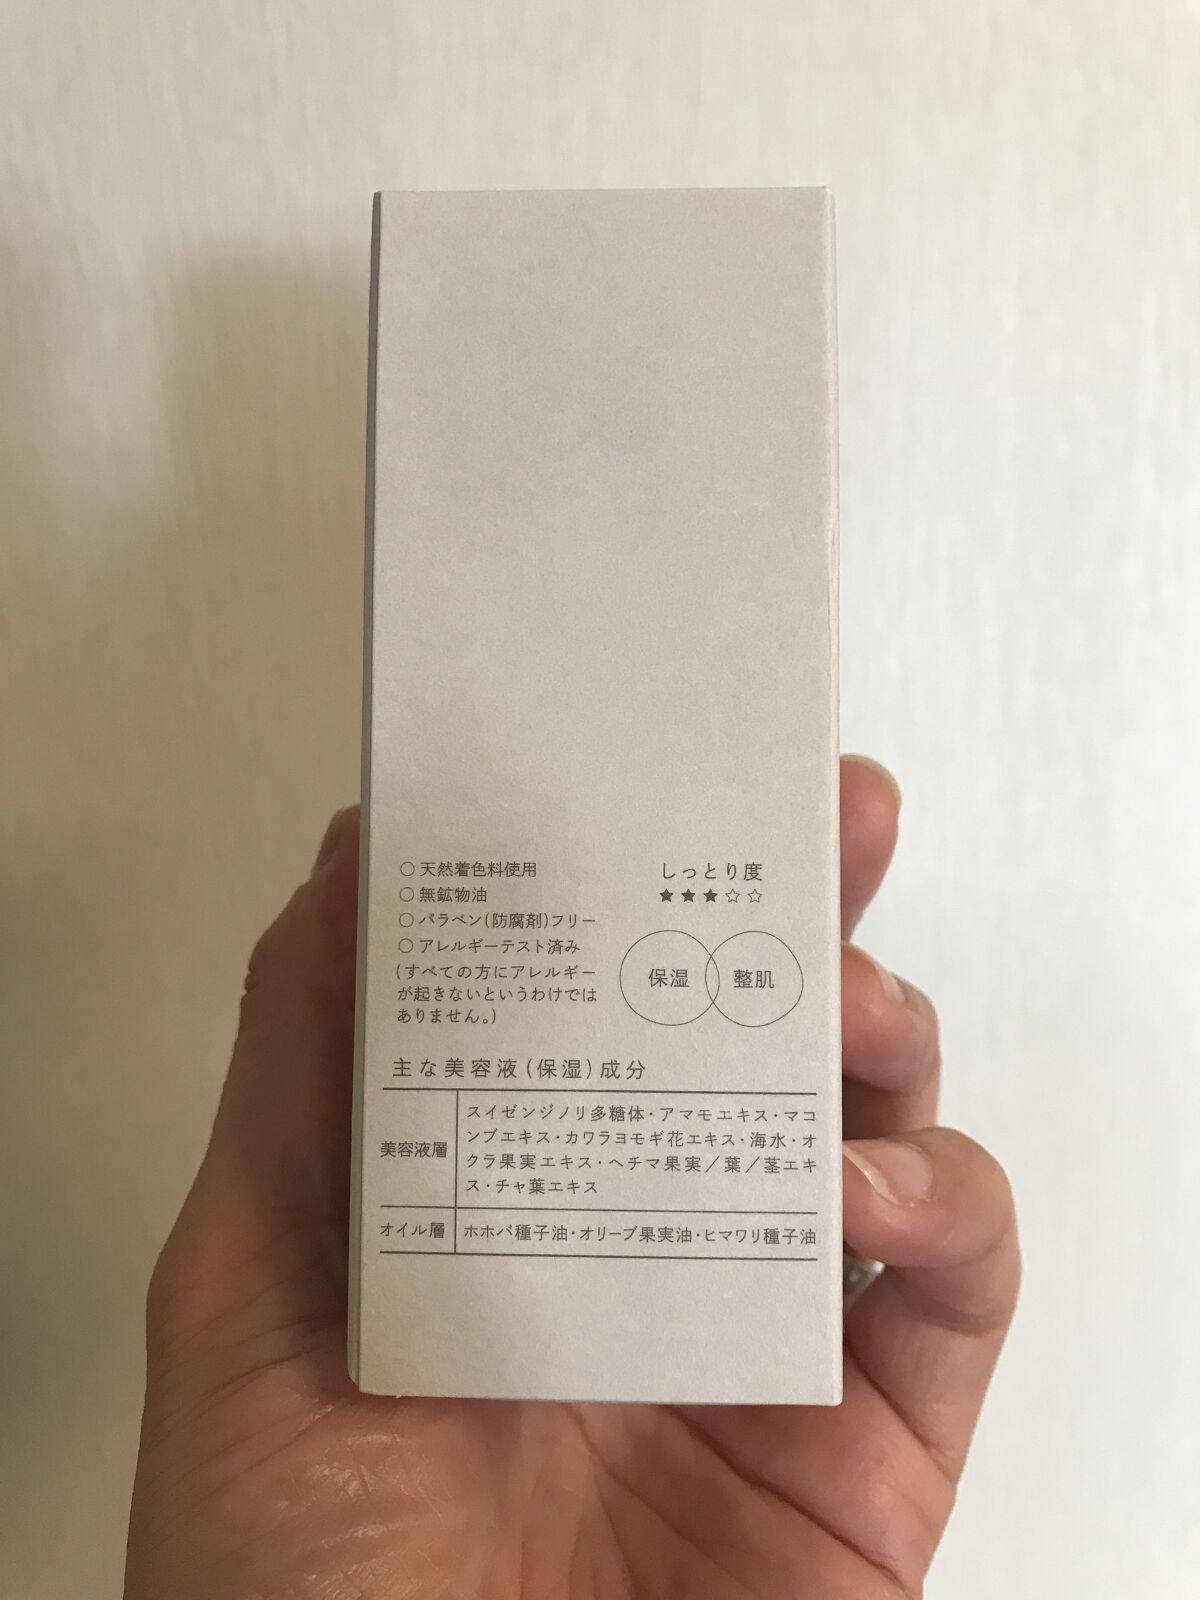 ○ 天然着色料使用
○ 無鉱物油
○ パラベン(防腐剤)フリー
○ アレルギーテスト済み
(すべての方にアレルギー
が起きないというわけでは
ありません。)
しっとり度
★★★☆☆
保湿 整肌
主な美容液(保湿)成分
美容液層
スイゼンジノリ多糖体・アマモエキス・マコ
ンブエキス・カワラヨモギ花エキス・海水・オ
クラ果実エキス・ヘチマ果実／葉／茎エキ
ス・チャ葉エキス
オイル層
ホホバ種子油・オリーブ果実油・ヒマワリ種子油